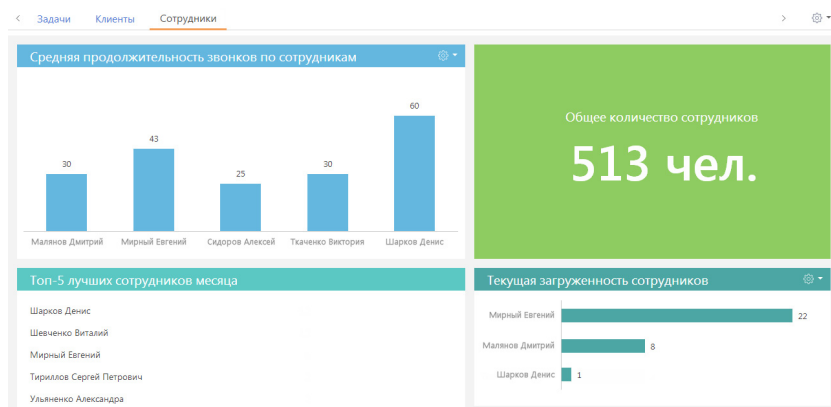 Задачи Клиенты Сотрудники
Средняя продолжительность звонков по сотрудникам
60
43
30
25
30
Малянов Дмитрий Мирный Евгений Сидоров Алексей Ткаченко Виктория Шарков Денис
Общее количество сотрудников
513 чел.
Топ-5 лучших сотрудников месяца
Шарков Денис
Шевченко Виталий
Мирный Евгений
Тириллов Сергей Петрович
Ульяненко Александра
Текущая загруженность сотрудников
Мирный Евгений 22
Малянов Дмитрий 8
Шарков Денис 1